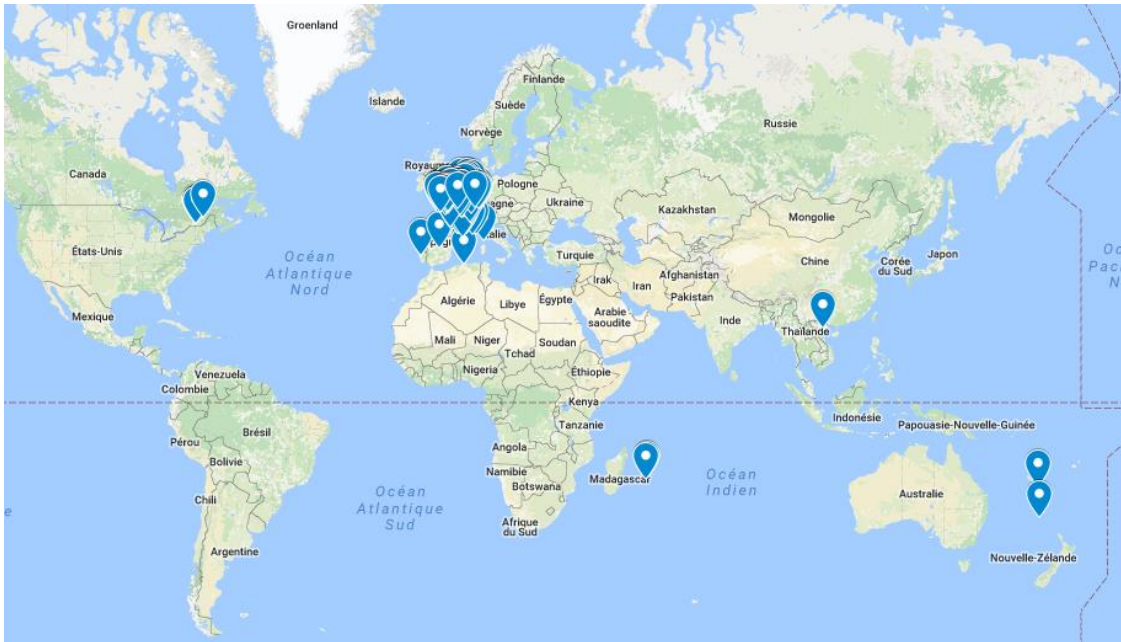 Groenland
Islande
Finlande
Suède
Norvège
Russie
Royaume
Canada
Pologne
Ukraine
Kazakhstan
Mongolie
États-Unis
Océan
Atlantique
Nord
Turquie
Chine
Corée
du Sud
Japon
Afghanistan
Irak
Iran
Pakistan
Algérie
Libye
Égypte
Arabie
saoudite
Inde
Mexique
Thaïlande
Mali
Niger
Soudan
Tchad
Nigeria
Éthiopie
Venezuela
Colombie
Kenya
Indonésie
Tanzanie
Papouasie-Nouvelle-Guinée
Brésil
Pérou
Angola
Bolivie
Namibie
Botswana
Madagascar
Océan
Indien
Australie
Chili
Océan
Atlantique
Sud
Afrique
du Sud
Argentine
Nouvelle-Zélande